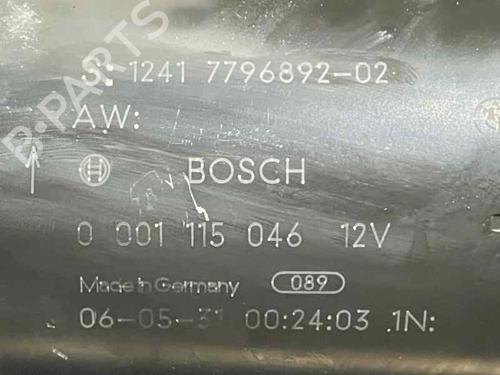 S: 1241 7796892-02
A.W:
BOSCH
0 001 115 046 12V
Made in Germany 089
06-05-31 00:24:03 .1N:
B-PARTS